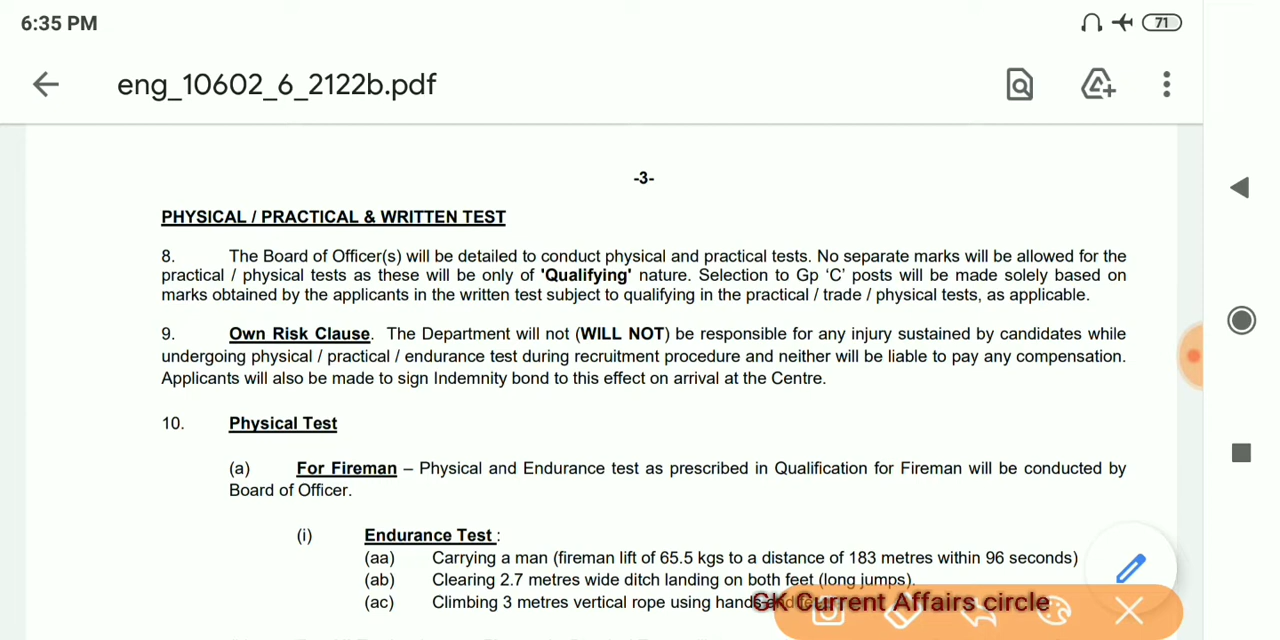 6:35 PM
71
eng_10602_6_2122b.pdf
-3-
PHYSICAL / PRACTICAL & WRITTEN TEST
8. The Board of Officer(s) will be detailed to conduct physical and practical tests. No separate marks will be allowed for the
practical / physical tests as these will be only of 'Qualifying' nature. Selection to Gp ‘C’ posts will be made solely based on
marks obtained by the applicants in the written test subject to qualifying in the practical / trade / physical tests, as applicable.
9. Own Risk Clause. The Department will not (WILL NOT) be responsible for any injury sustained by candidates while
undergoing physical / practical / endurance test during recruitment procedure and neither will be liable to pay any compensation.
Applicants will also be made to sign Indemnity bond to this effect on arrival at the Centre.
10. Physical Test
(a) For Fireman – Physical and Endurance test as prescribed in Qualification for Fireman will be conducted by
Board of Officer.
(i) Endurance Test :
(aa) Carrying a man (fireman lift of 65.5 kgs to a distance of 183 metres within 96 seconds)
(ab) Clearing 2.7 metres wide ditch landing on both feet (long jumps).
(ac) Climbing 3 metres vertical rope using hands
GK Current Affairs circle